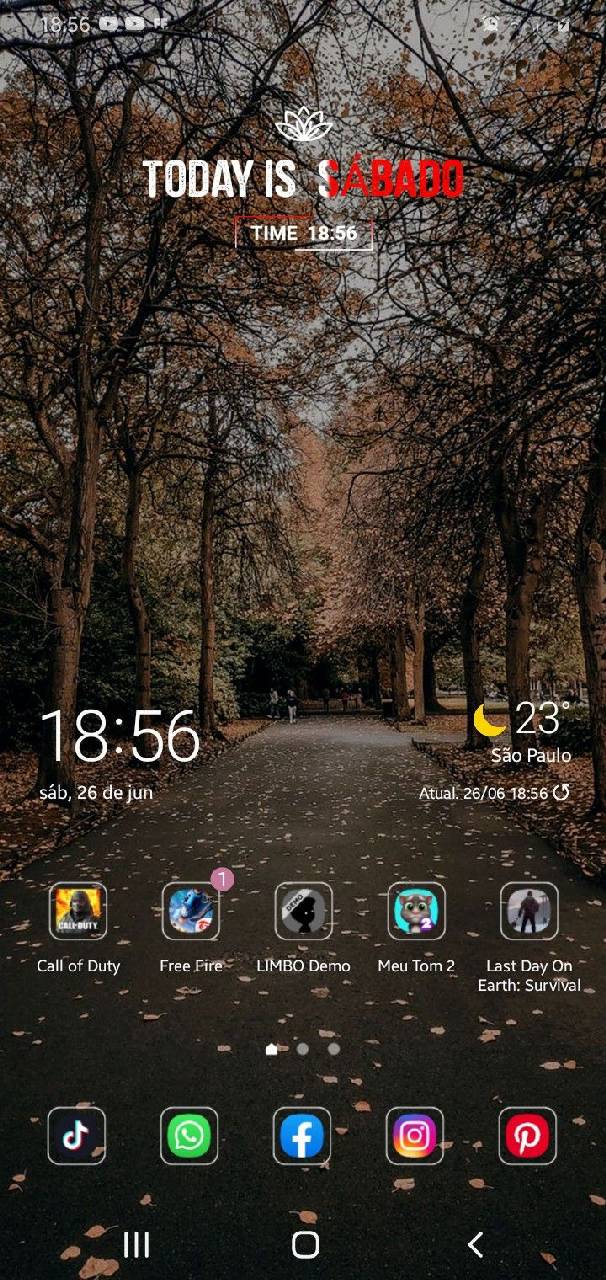 18:56
TODAY IS SÁBADO
TIME 18:56
18:56
23°
São Paulo
sáb, 26 de jun
Atual. 26/06 18:56
1
CALL OF DUTY
DEMO
2
Call of Duty
Free Fire
LIMBO Demo
Meu Tom 2
Last Day On
Earth: Survival